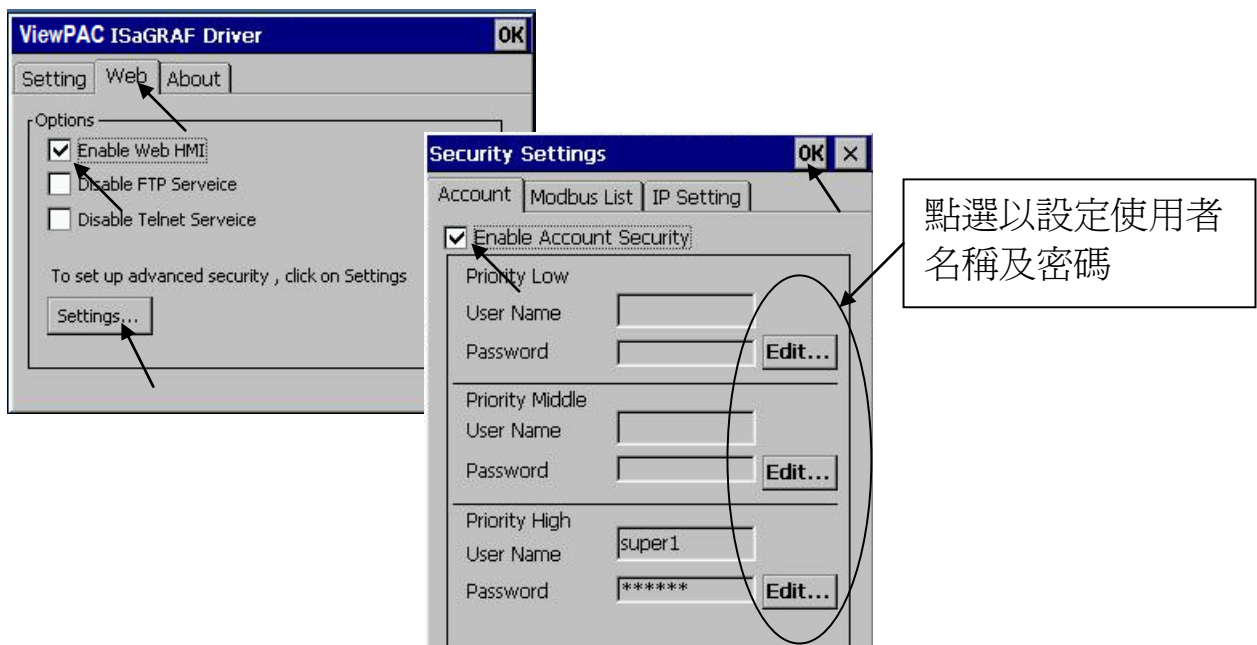 ViewPAC ISaGRAF Driver
OK
Setting Web About
Options
Enable Web HMI
Disable FTP Serveice
Disable Telnet Serveice
To set up advanced security , click on Settings
Settings...
Security Settings
OK ×
Account Modbus List IP Setting
Enable Account Security
Priority Low
User Name
Password Edit...
Priority Middle
User Name
Password Edit...
Priority High
User Name super1
Password ****** Edit...
點選以設定使用者
名稱及密碼